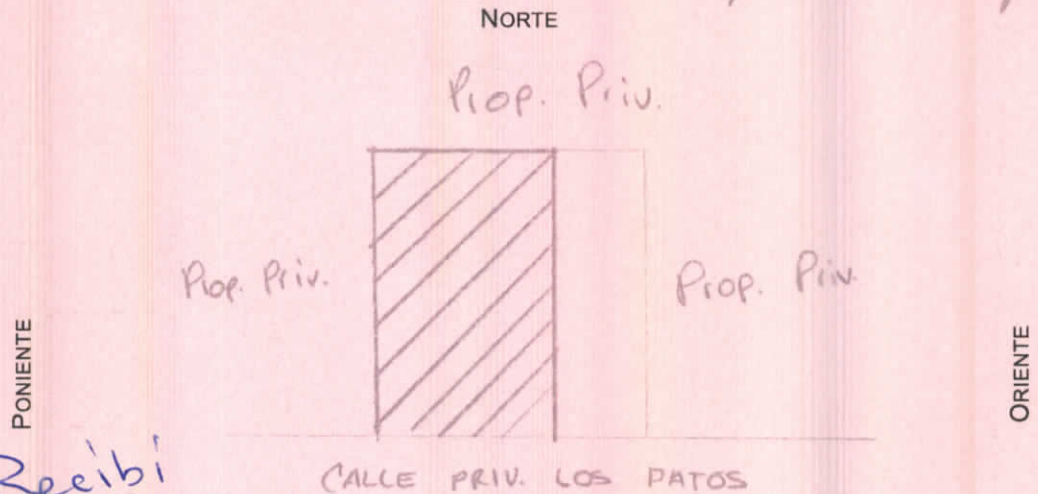 NORTE
Prop. Priv.
Prop. Priv.
Prop. Priv.
PONIENTE
ORIENTE
Recibi
CALLE PRIV. LOS PATOS